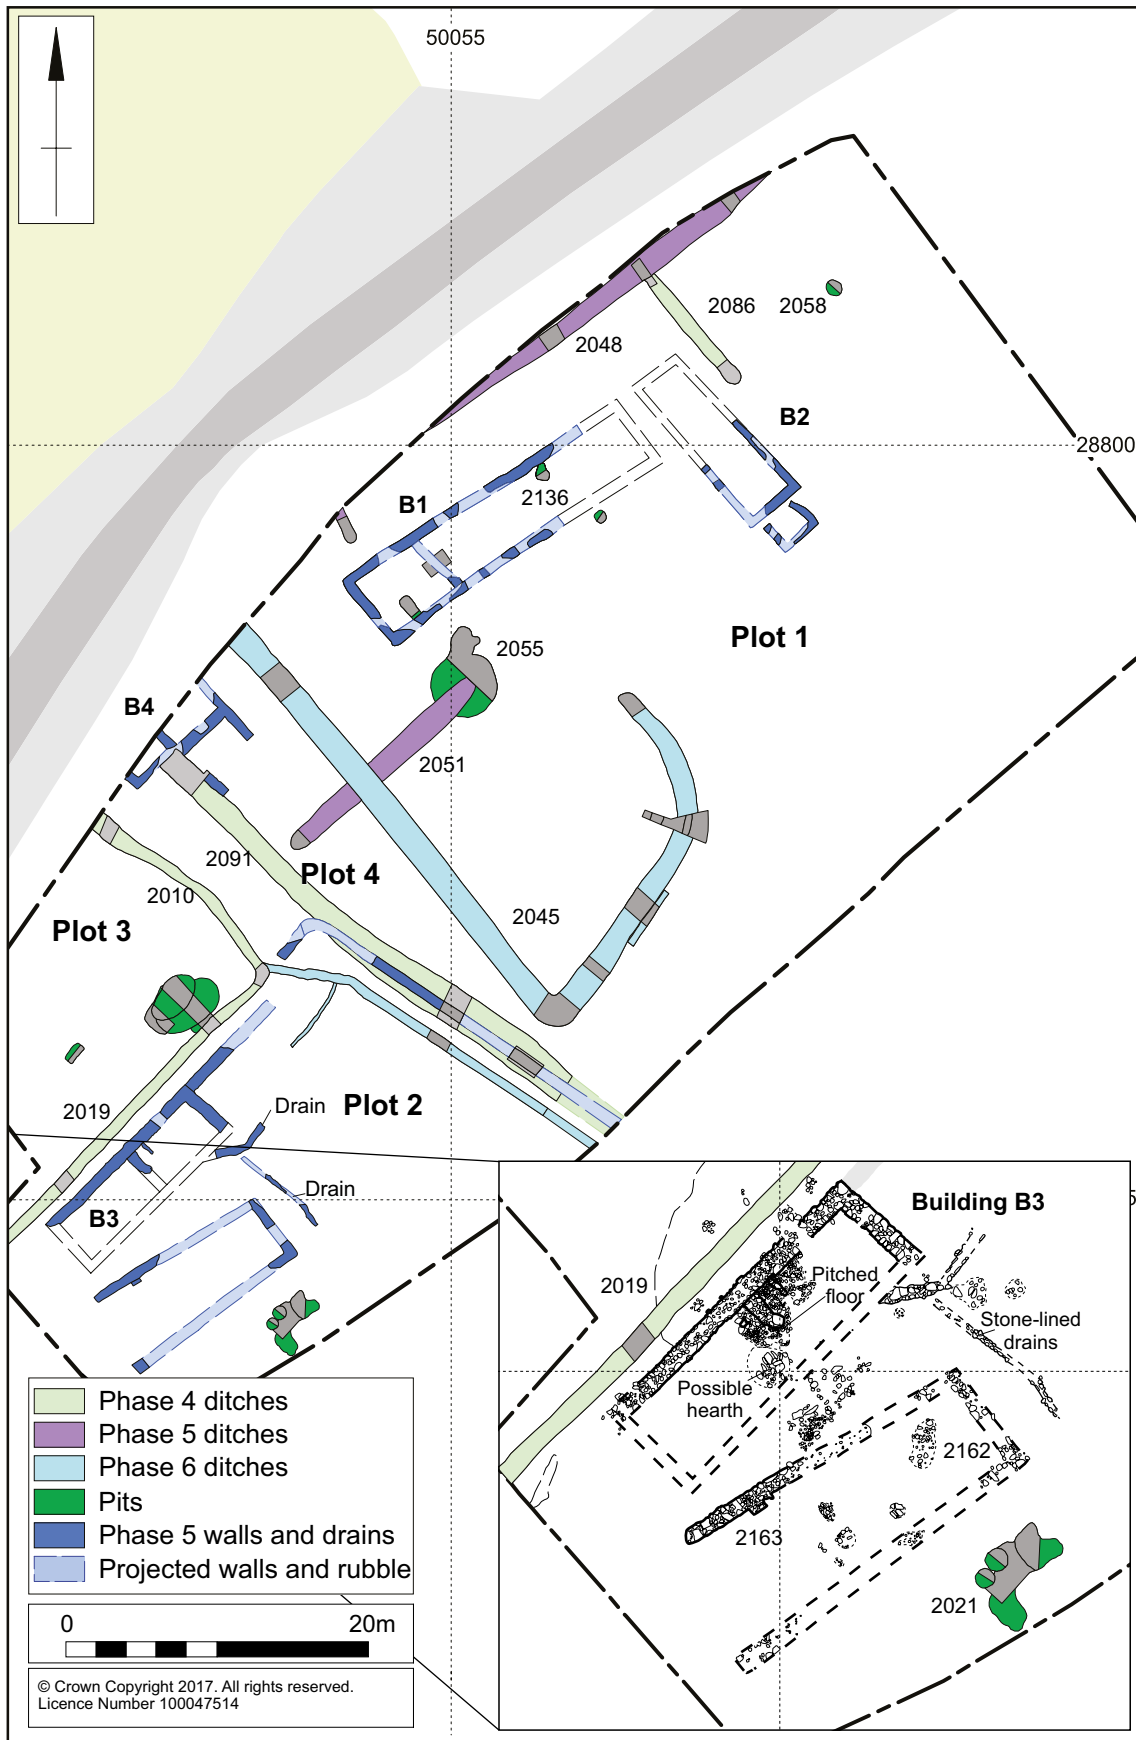 50055
2086
2058
2048
B2
28800
B1
2136
Plot 1
2055
B4
2051
2091
Plot 4
2010
2045
Plot 3
2019
Drain
Plot 2
Drain
B3
5
Building B3
2019
Pitched
floor
Stone-lined
drains
Possible
hearth
2162
2163
2021
Phase 4 ditches
Phase 5 ditches
Phase 6 ditches
Pits
Phase 5 walls and drains
Projected walls and rubble
0 20m
© Crown Copyright 2017. All rights reserved.
Licence Number 100047514